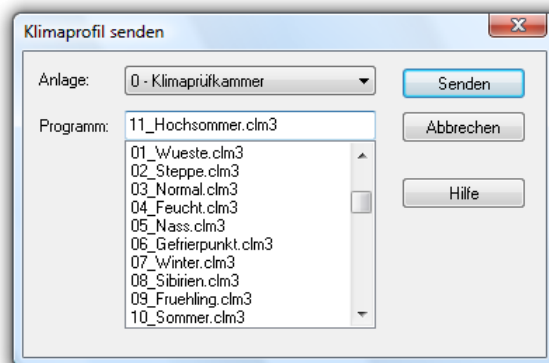 Klimaprofil senden
Anlage: 0 - Klimaprüfkammer
Senden
Programm: 11_Hochsommer.clm3
Abbrechen
01_Wueste.clm3
02_Steppe.clm3
03_Normal.clm3
Hilfe
04_Feucht.clm3
05_Nass.clm3
06_Gefrierpunkt.clm3
07_Winter.clm3
08_Sibirien.clm3
09_Fruehling.clm3
10_Sommer.clm3